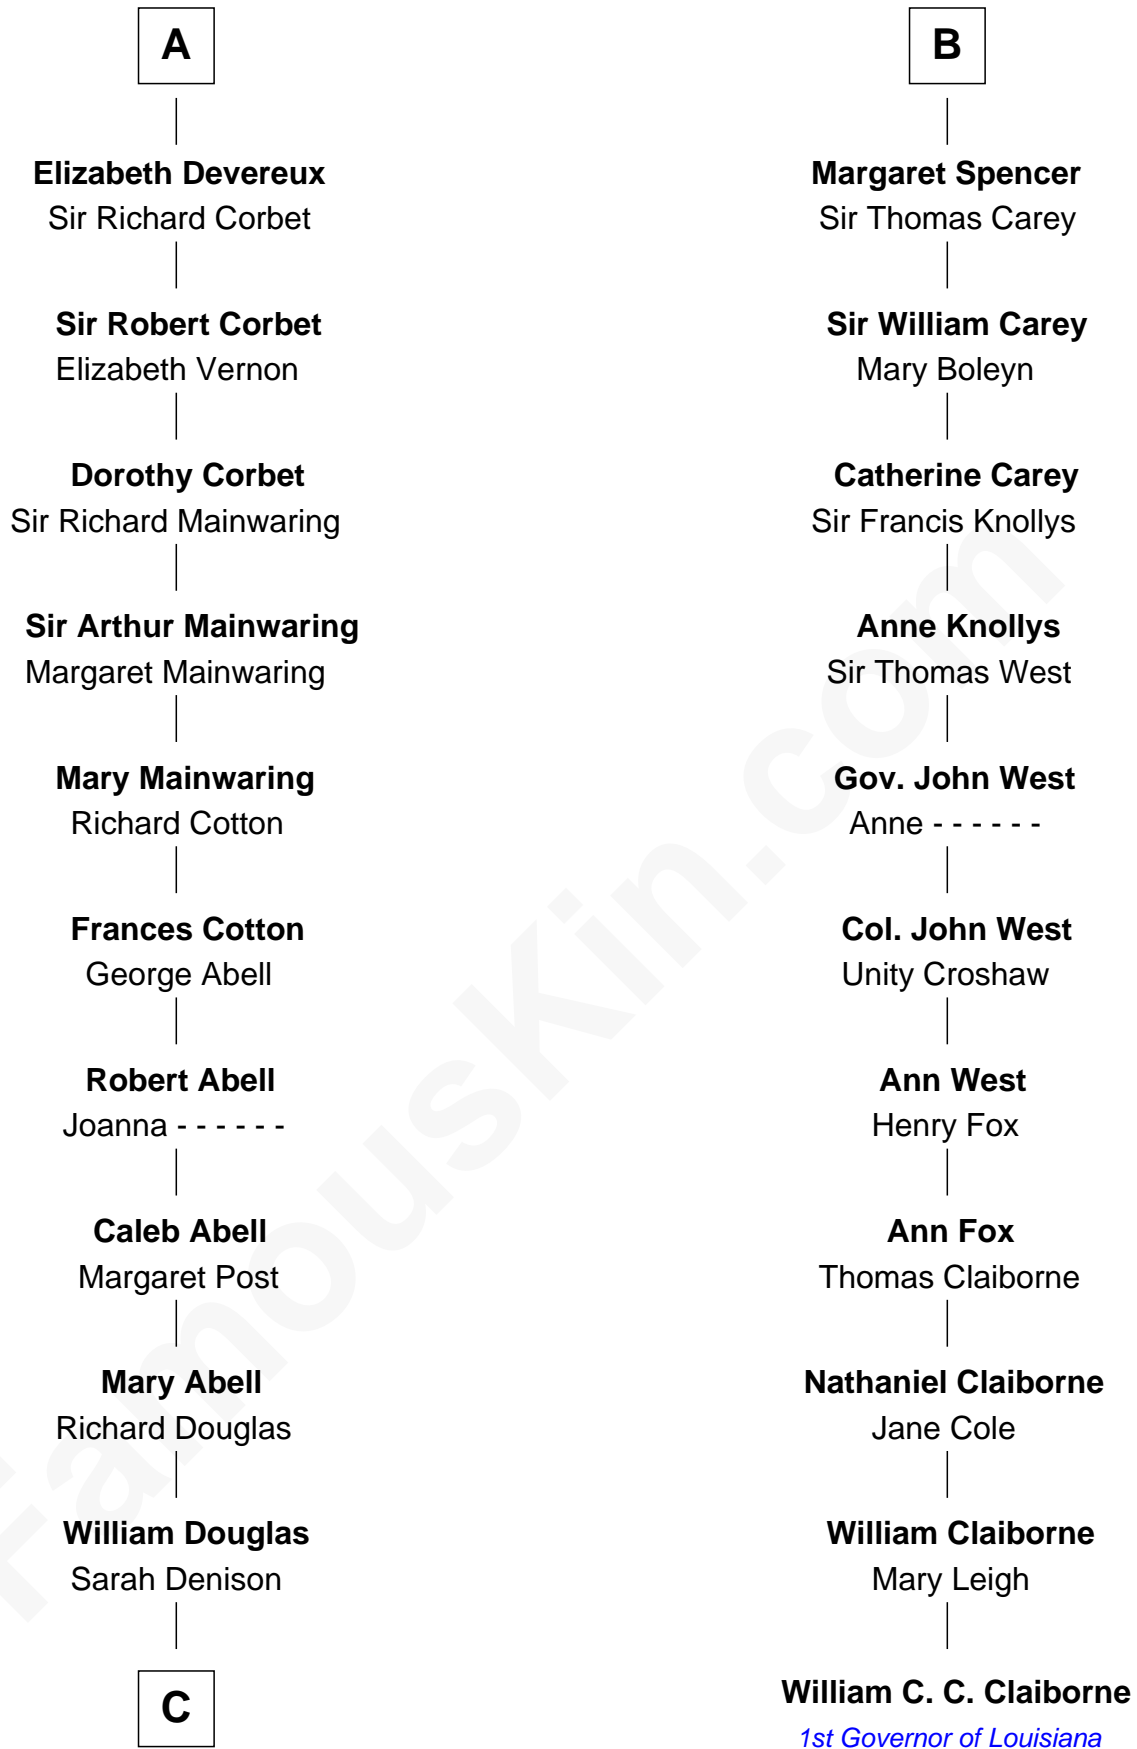 A
Elizabeth Devereux
Sir Richard Corbet
Sir Robert Corbet
Elizabeth Vernon
Dorothy Corbet
Sir Richard Mainwaring
Sir Arthur Mainwaring
Margaret Mainwaring
Mary Mainwaring
Richard Cotton
Frances Cotton
George Abell
Robert Abell
Joanna - - - - - -
Caleb Abell
Margaret Post
Mary Abell
Richard Douglas
William Douglas
Sarah Denison
C
B
Margaret Spencer
Sir Thomas Carey
Sir William Carey
Mary Boleyn
Catherine Carey
Sir Francis Knollys
Anne Knollys
Sir Thomas West
Gov. John West
Anne - - - - - -
Col. John West
Unity Croshaw
Ann West
Henry Fox
Ann Fox
Thomas Claiborne
Nathaniel Claiborne
Jane Cole
William Claiborne
Mary Leigh
William C. C. Claiborne
1st Governor of Louisiana
FamousKin.com